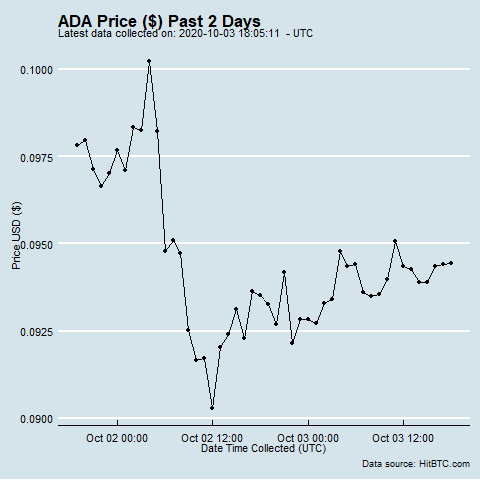 ADA Price ($) Past 2 Days
Latest data collected on: 2020-10-03 18:05:11 - UTC
0.1000
0.0975
0.0950
0.0925
0.0900
Price USD ($)
Oct 02 00:00 Oct 02 12:00 Oct 03 00:00 Oct 03 12:00
Date Time Collected (UTC)
Data source: HitBTC.com